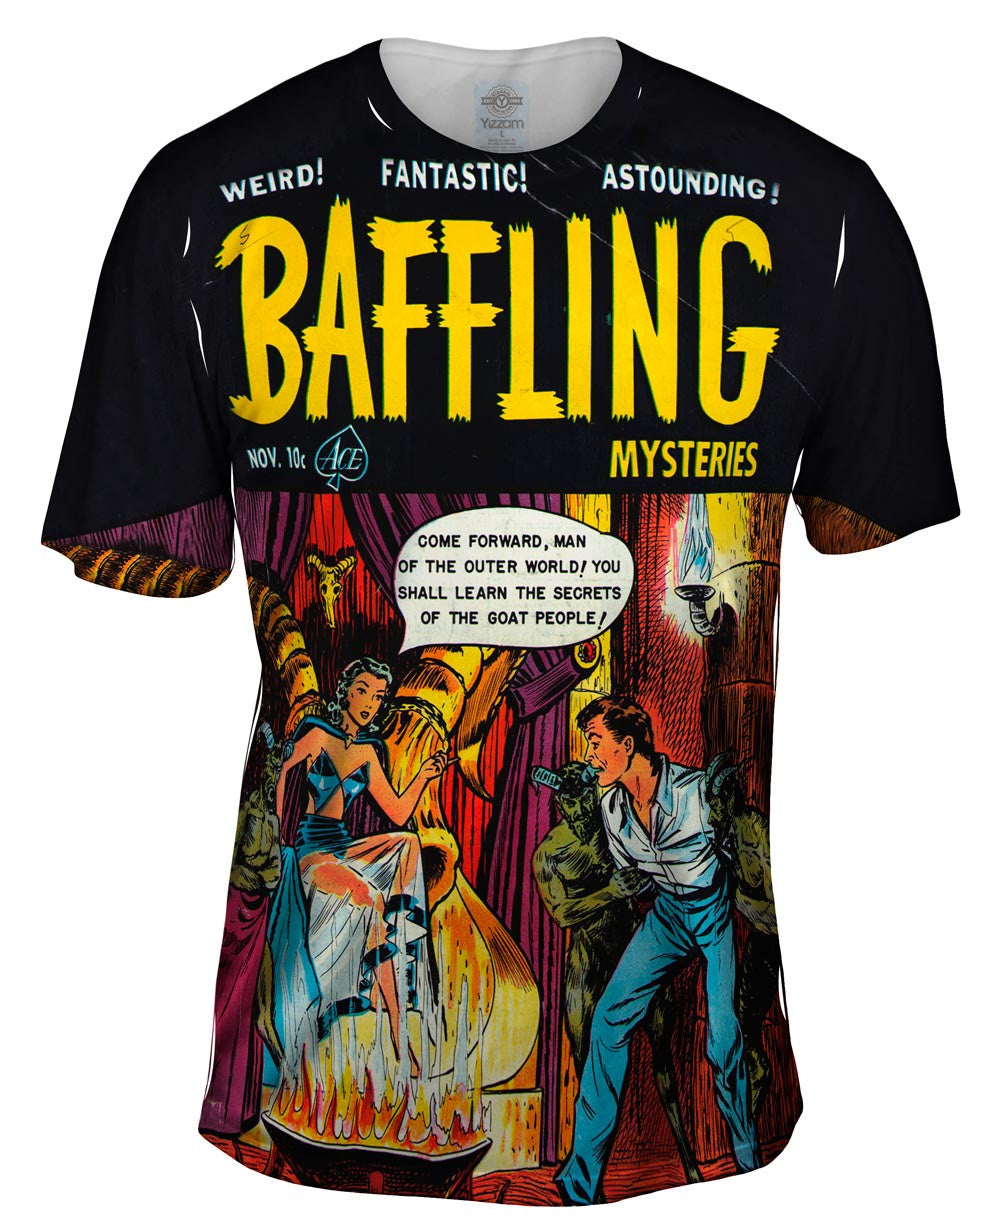 Yizzam
L
WEIRD! FANTASTIC! ASTOUNDING!
BAFFLING
NOV. 10c ACE MYSTERIES
COME FORWARD, MAN
OF THE OUTER WORLD! YOU
SHALL LEARN THE SECRETS
OF THE GOAT PEOPLE!